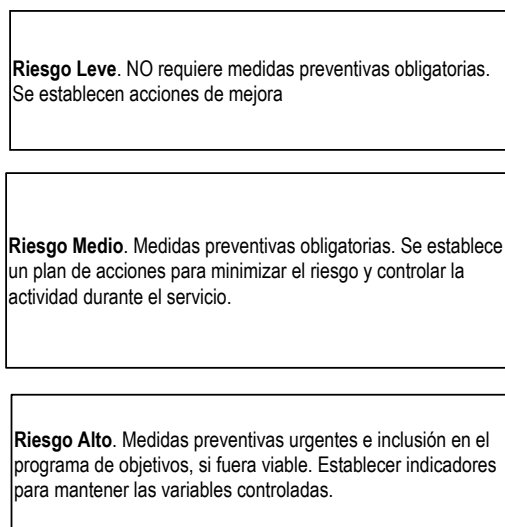 Riesgo Leve. NO requiere medidas preventivas obligatorias.
Se establecen acciones de mejora
Riesgo Medio. Medidas preventivas obligatorias. Se establece
un plan de acciones para minimizar el riesgo y controlar la
actividad durante el servicio.
Riesgo Alto. Medidas preventivas urgentes e inclusión en el
programa de objetivos, si fuera viable. Establecer indicadores
para mantener las variables controladas.